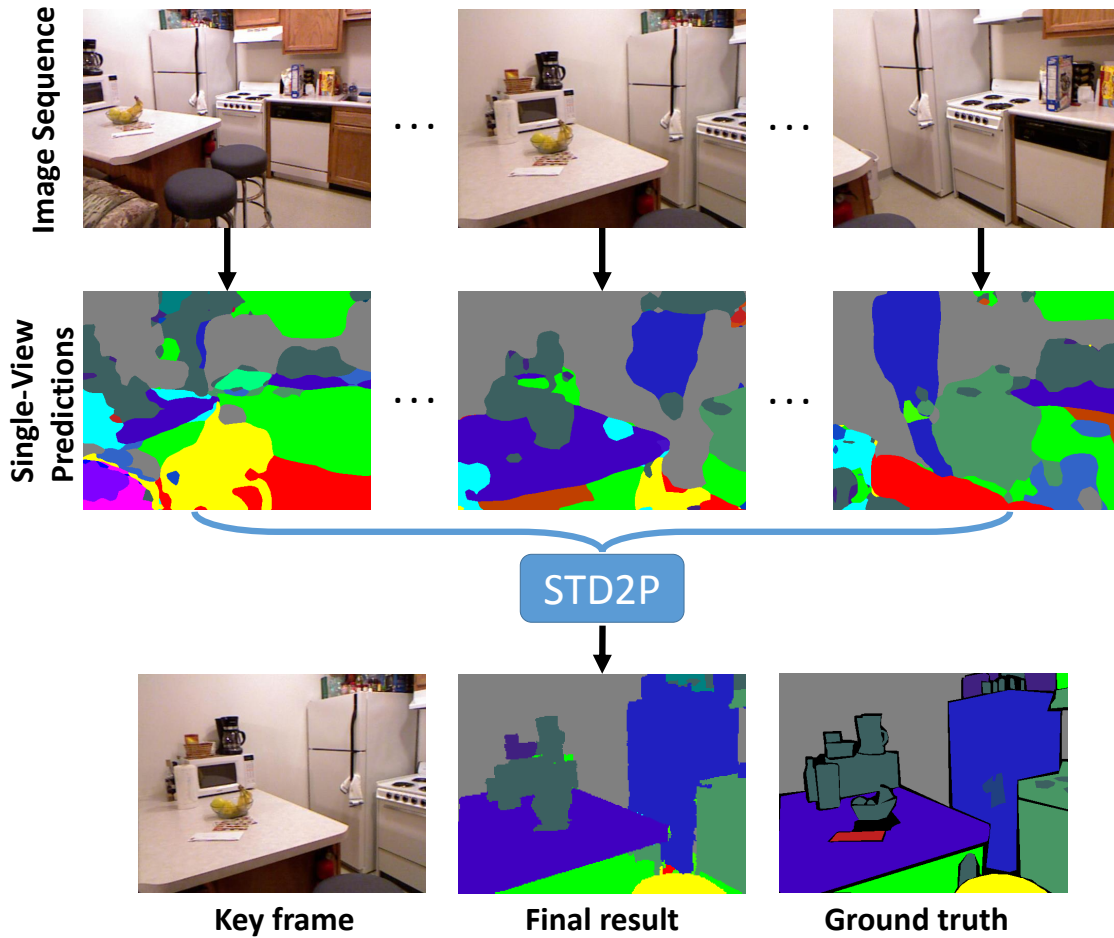 Image Sequence
. . .
. . .
Single-View
Predictions
. . .
. . .
STD2P
Key frame
Final result
Ground truth